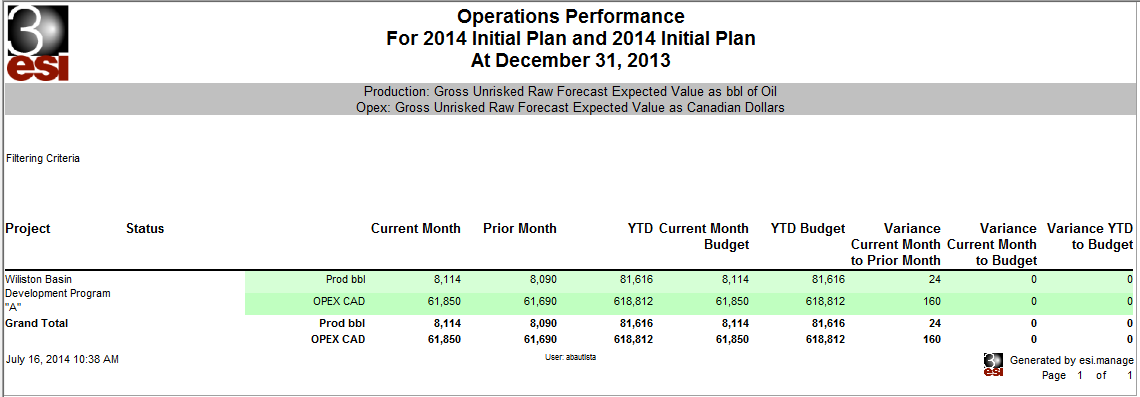 3
esi
Operations Performance
For 2014 Initial Plan and 2014 Initial Plan
At December 31, 2013
Production: Gross Unrisked Raw Forecast Expected Value as bbl of Oil
Opex: Gross Unrisked Raw Forecast Expected Value as Canadian Dollars
Filtering Criteria
Project Status Current Month Prior Month YTD Current Month YTD Budget Variance Variance Variance YTD
Budget Current Month Current Month to Budget
to Prior Month to Budget
Wiliston Basin Prod bbl 8,114 8,090 81,616 8,114 81,616 24 0 0
Development Program
"A" OPEX CAD 61,850 61,690 618,812 61,850 618,812 160 0 0
Grand Total Prod bbl 8,114 8,090 81,616 8,114 81,616 24 0 0
OPEX CAD 61,850 61,690 618,812 61,850 618,812 160 0 0
July 16, 2014 10:38 AM User: abautista 3 esi Generated by esi.manage
Page 1 of 1